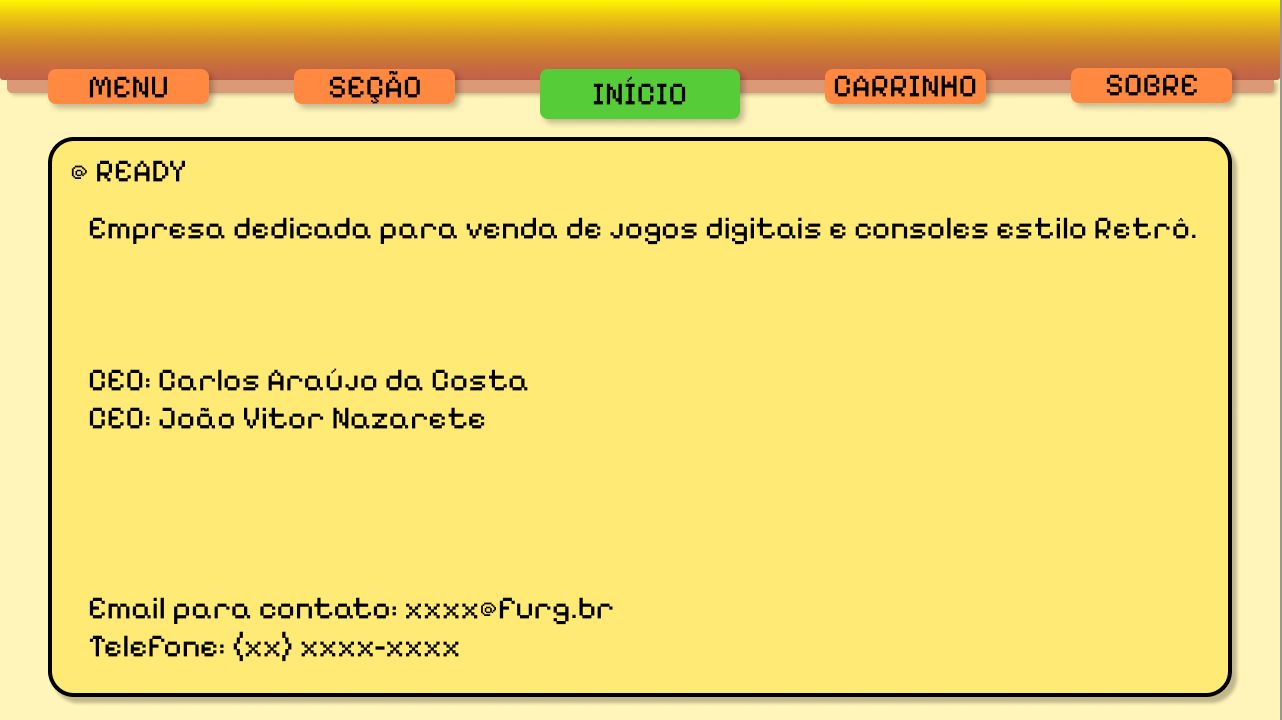 MENU
SEÇÃO
INÍCIO
CARRINHO
SOBRE
@ READY
Empresa dedicada para venda de jogos digitais e consoles estilo Retrô.
CEO: Carlos Araújo da Costa
CEO: João Vitor Nazarete
Email para contato: xxxx@furg.br
Telefone: (xx) xxxx-xxxx